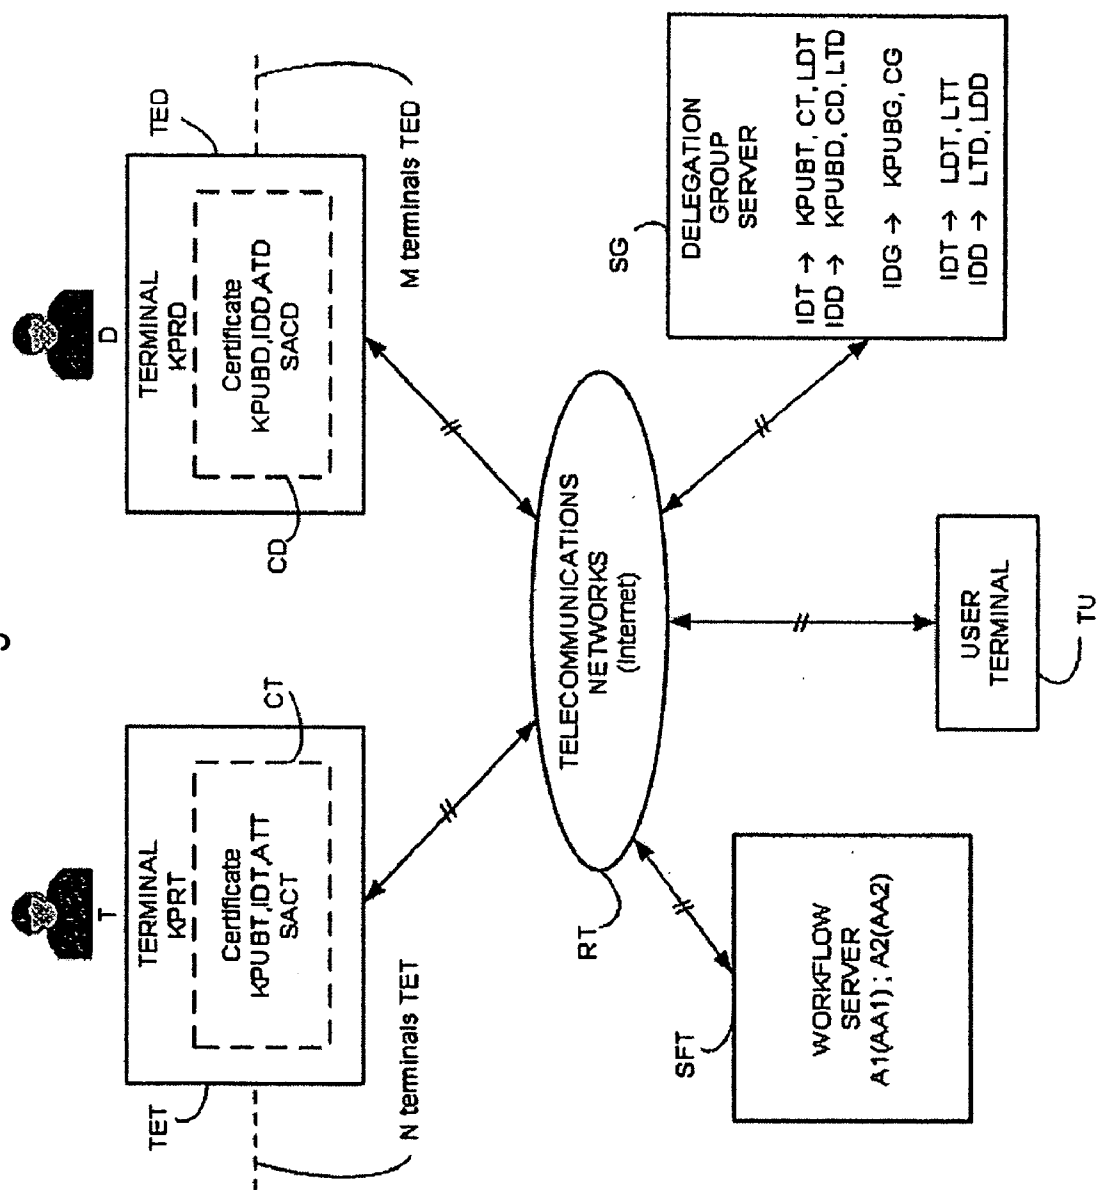 T
D
TET
TERMINAL
KPRT
Certificate
KPUBT,IDT,ATT
SACT
CT
N terminals TET
TED
TERMINAL
KPRD
Certificate
KPUBD,IDD,ATD
SACD
CD
M terminals TED
TELECOMMUNICATIONS
NETWORKS
(Internet)
RT
SFT
WORKFLOW
SERVER
A1(AA1) ; A2(AA2)
USER
TERMINAL
TU
SG
DELEGATION
GROUP
SERVER
IDT → KPUBT, CT, LDT
IDD → KPUBD, CD, LTD
IDG → KPUBG, CG
IDT → LDT, LTT
IDD → LTD, LDD